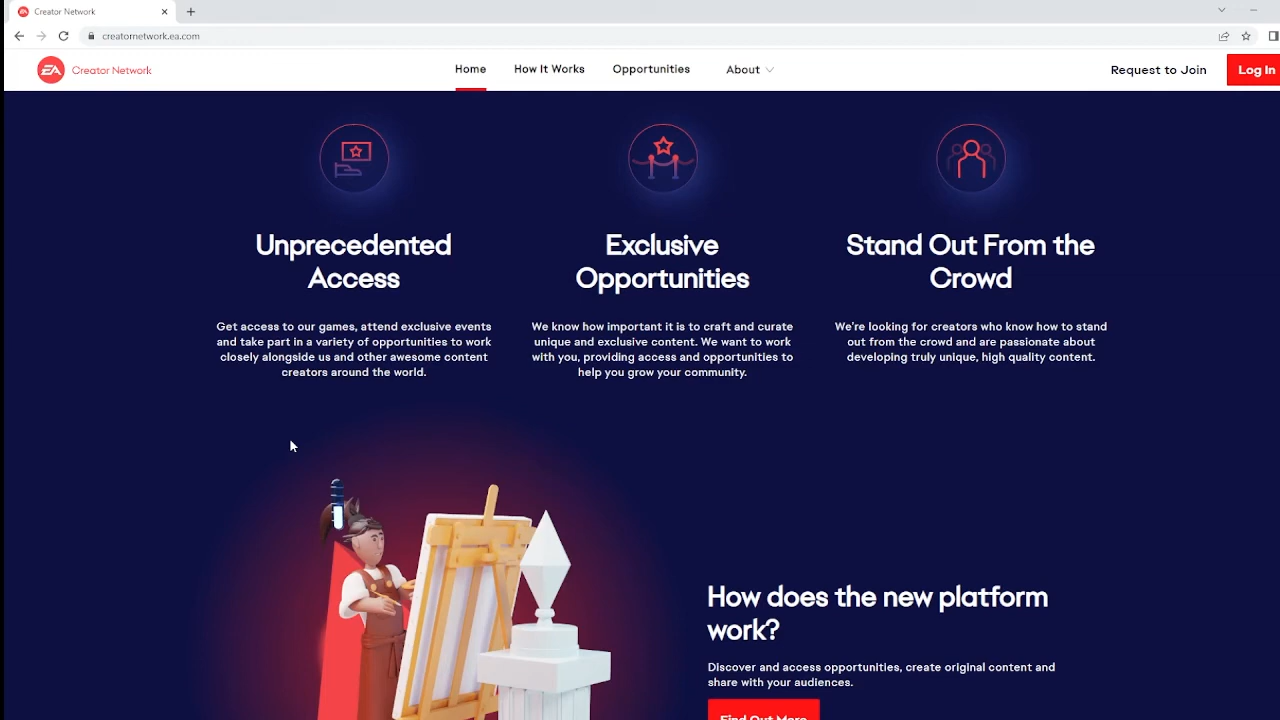 Creator Network
creatornetwork.ea.com
EA Creator Network
Home
How It Works
Opportunities
About
Request to Join
Log In
Unprecedented
Access
Get access to our games, attend exclusive events
and take part in a variety of opportunities to work
closely alongside us and other awesome content
creators around the world.
Exclusive
Opportunities
We know how important it is to craft and curate
unique and exclusive content. We want to work
with you, providing access and opportunities to
help you grow your community.
Stand Out From the
Crowd
We're looking for creators who know how to stand
out from the crowd and are passionate about
developing truly unique, high quality content.
How does the new platform
work?
Discover and access opportunities, create original content and
share with your audiences.
Find Out More